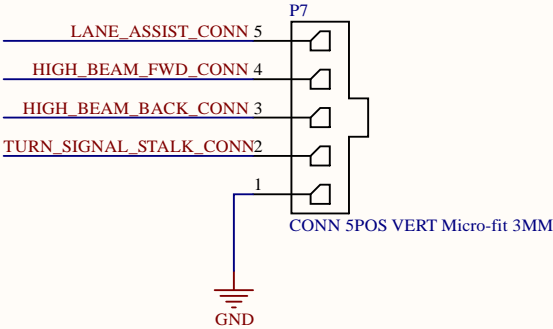 P7
LANE_ASSIST_CONN 5
HIGH_BEAM_FWD_CONN 4
HIGH_BEAM_BACK_CONN 3
TURN_SIGNAL_STALK_CONN2
1
CONN 5POS VERT Micro-fit 3MM
GND